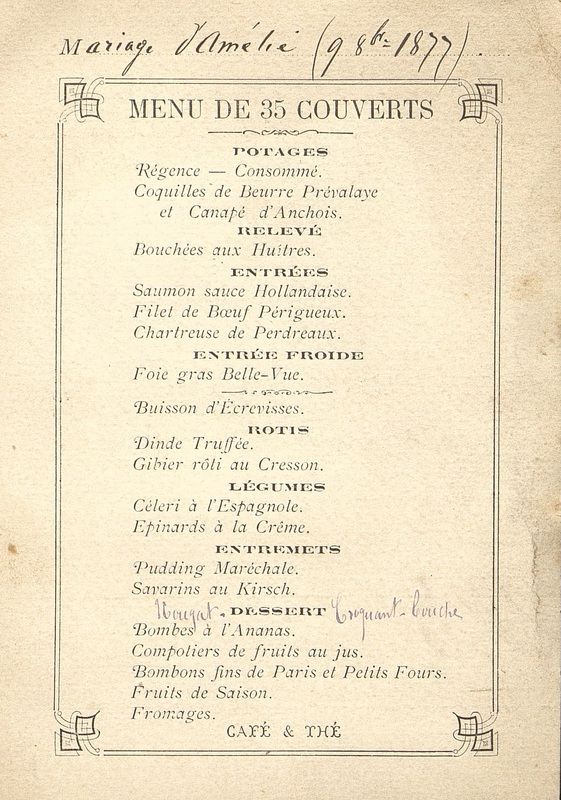 Mariage d'Amélie (9 8bre 1877).
MENU DE 35 COUVERTS
POTAGES
Régence — Consommé.
Coquilles de Beurre Prévalaye
et Canapé d'Anchois.
RELEVÉ
Bouchées aux Huîtres.
ENTRÉES
Saumon sauce Hollandaise.
Filet de Bœuf Périgueux.
Chartreuse de Perdreaux.
ENTRÉE FROIDE
Foie gras Belle-Vue.
Buisson d'Écrevisses.
ROTIS
Dinde Truffée.
Gibier rôti au Cresson.
LÉGUMES
Céleri à l'Espagnole.
Epinards à la Crême.
ENTREMETS
Pudding Maréchale.
Savarins au Kirsch.
Nougat - DESSERT Croquant - Couche
Bombes à l'Ananas.
Compotiers de fruits au jus.
Bombons fins de Paris et Petits Fours.
Fruits de Saison.
Fromages.
CAFÉ & THÉ